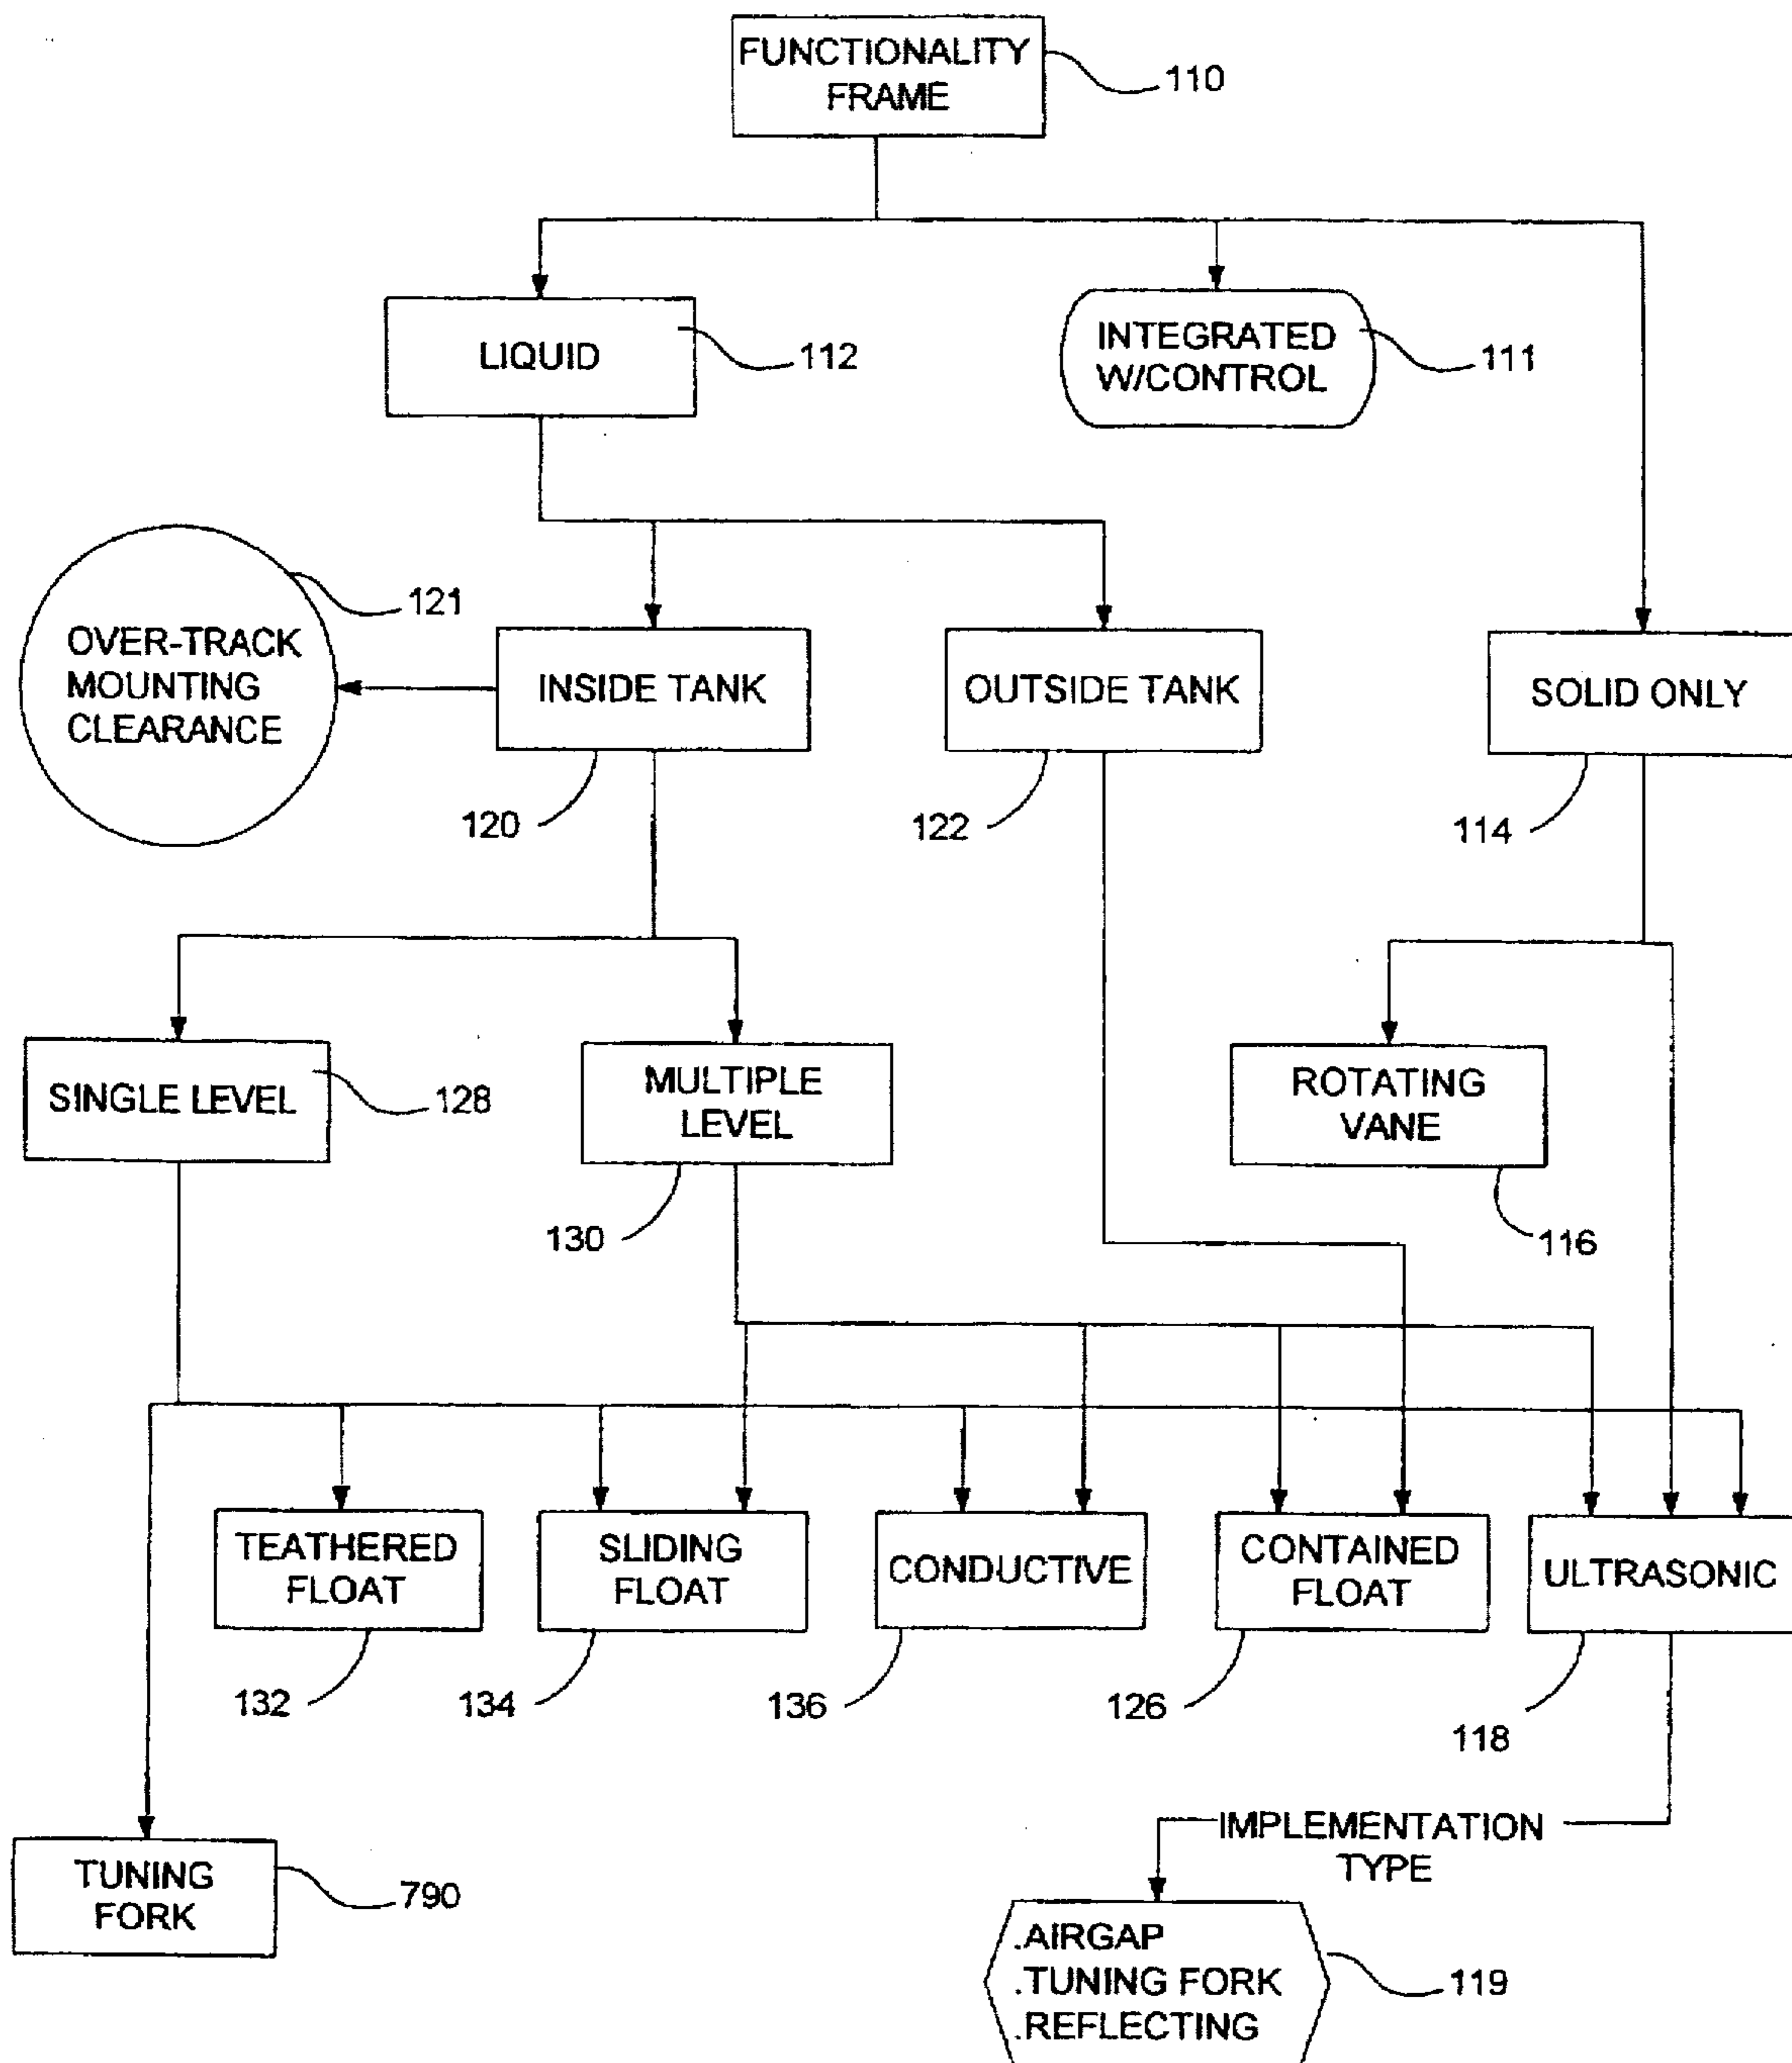 FUNCTIONALITY
FRAME
110
LIQUID
112
INTEGRATED
W/CONTROL
111
121
OVER-TRACK
MOUNTING
CLEARANCE
INSIDE TANK
OUTSIDE TANK
SOLID ONLY
120
122
114
SINGLE LEVEL
128
MULTIPLE
LEVEL
ROTATING
VANE
130
116
TEATHERED
FLOAT
SLIDING
FLOAT
CONDUCTIVE
CONTAINED
FLOAT
ULTRASONIC
132
134
136
126
118
IMPLEMENTATION
TYPE
TUNING
FORK
790
.AIRGAP
.TUNING FORK
.REFLECTING
119